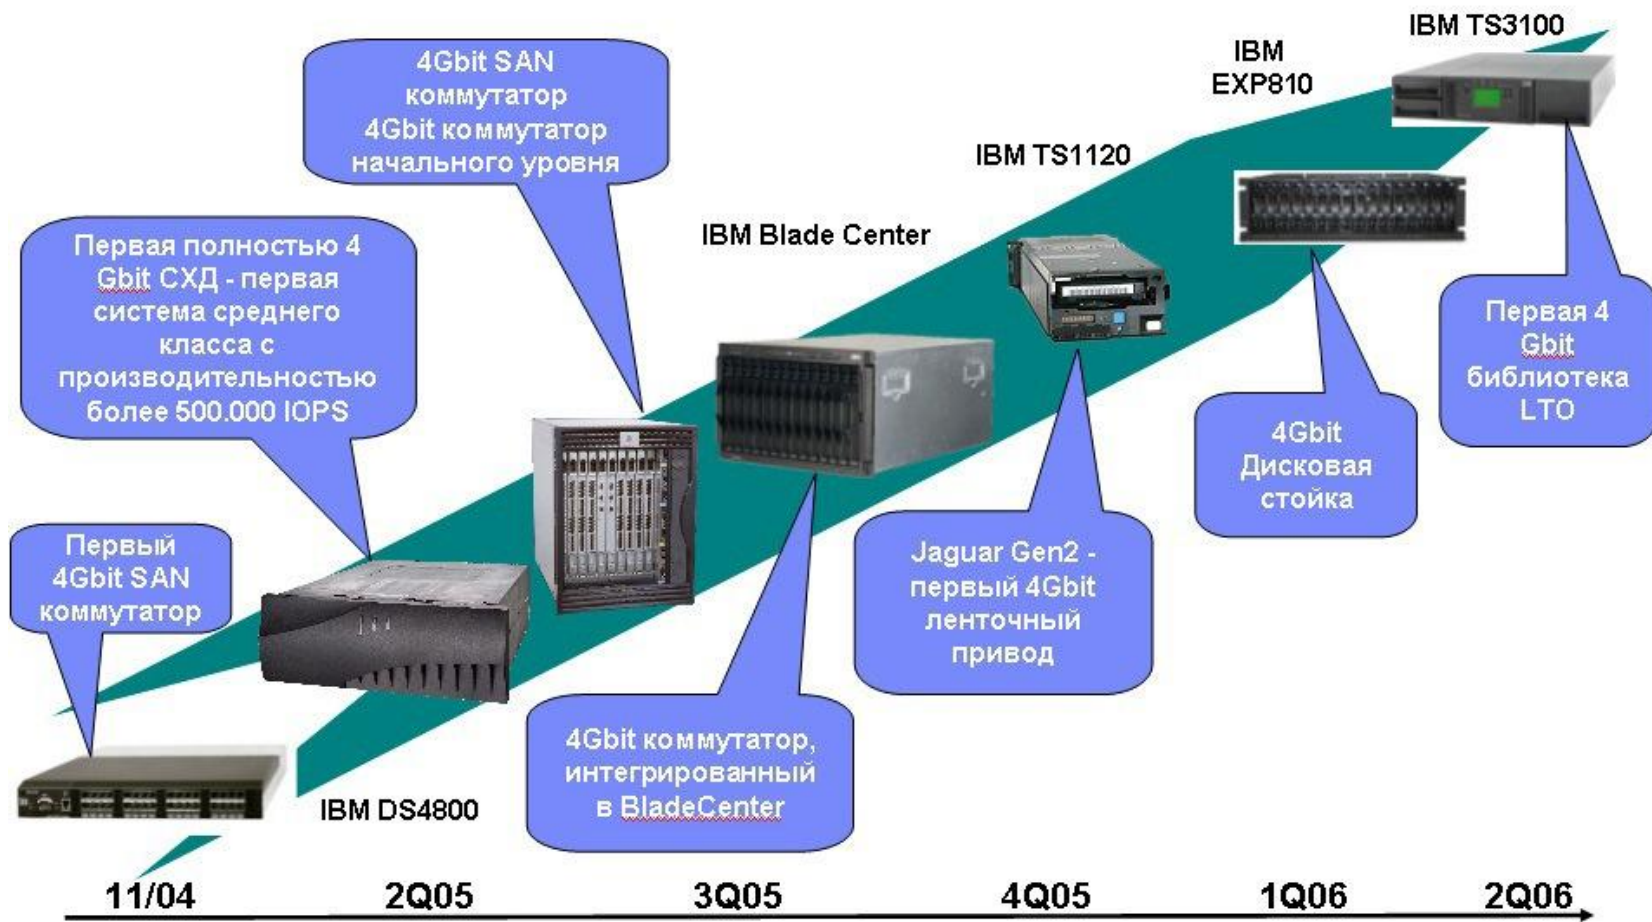 IBM TS3100
IBM
EXP810
4Gbit SAN
коммутатор
4Gbit коммутатор
начального уровня
IBM TS1120
IBM Blade Center
Первая полностью 4
Gbit СХД - первая
система среднего
класса с
производительностью
более 500.000 IOPS
Первая 4
Gbit
библиотека
LTO
4Gbit
Дисковая
стойка
Первый
4Gbit SAN
коммутатор
Jaguar Gen2 -
первый 4Gbit
ленточный
привод
4Gbit коммутатор,
интегрированный
в BladeCenter
IBM DS4800
11/04 2Q05 3Q05 4Q05 1Q06 2Q06